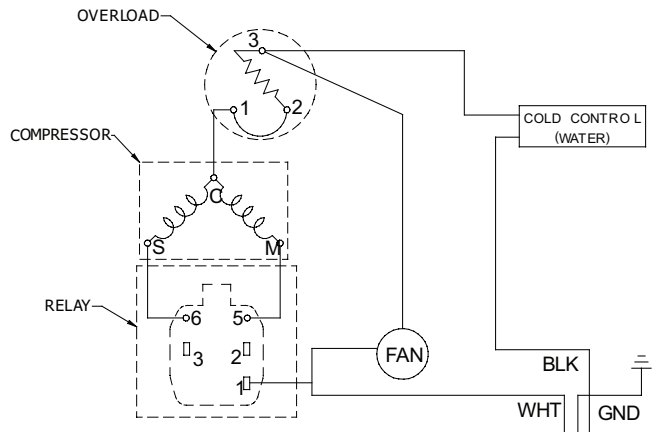 OVERLOAD
3
1
2
COLD CONTROL
(WATER)
COMPRESSOR
C
S
M
RELAY
6
5
3
2
1
FAN
BLK
WHT
GND